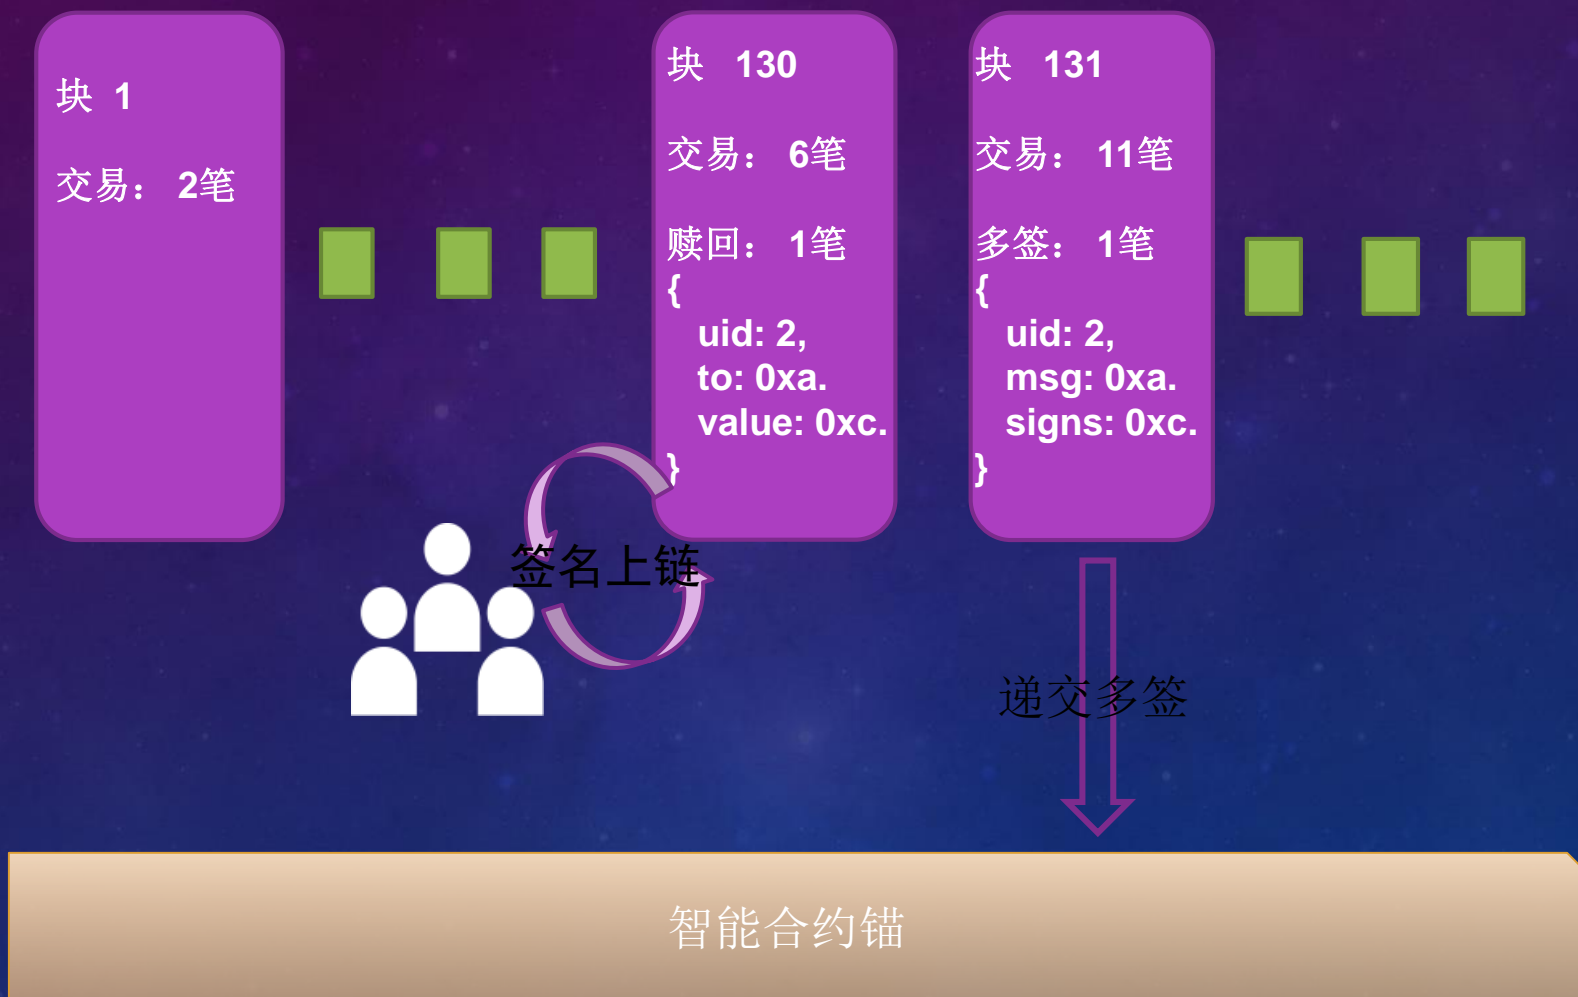 块 1
交易： 2笔
块 130
交易： 6笔
赎回： 1笔
{
uid: 2,
to: 0xa.
value: 0xc.
}
块 131
交易： 11笔
多签： 1笔
{
uid: 2,
msg: 0xa.
signs: 0xc.
}
签名上链
递交多签
智能合约锚